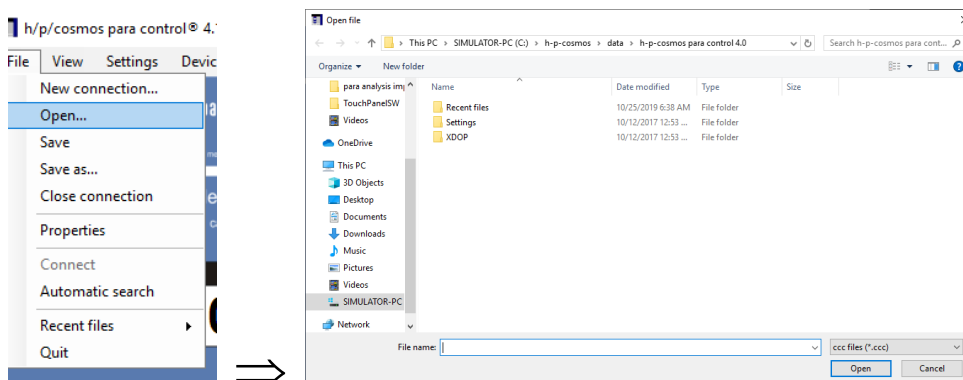 h/p/cosmos para control® 4.
File View Settings Devic
New connection...
Open...
Save
Save as...
Close connection
Properties
Connect
Automatic search
Recent files
Quit
⇒
Open file
This PC > SIMULATOR-PC (C:) > h-p-cosmos > data > h-p-cosmos para control 4.0
Search h-p-cosmos para cont...
Organize New folder
Name Date modified Type Size
para analysis im
TouchPanelSW
Videos
OneDrive
This PC
3D Objects
Desktop
Documents
Downloads
Music
Pictures
Videos
SIMULATOR-PC
Network
Recent files 10/25/2019 6:38 AM File folder
Settings 10/12/2017 12:53 ... File folder
XDOP 10/12/2017 12:53 ... File folder
File name:
ccc files (*.ccc)
Open Cancel